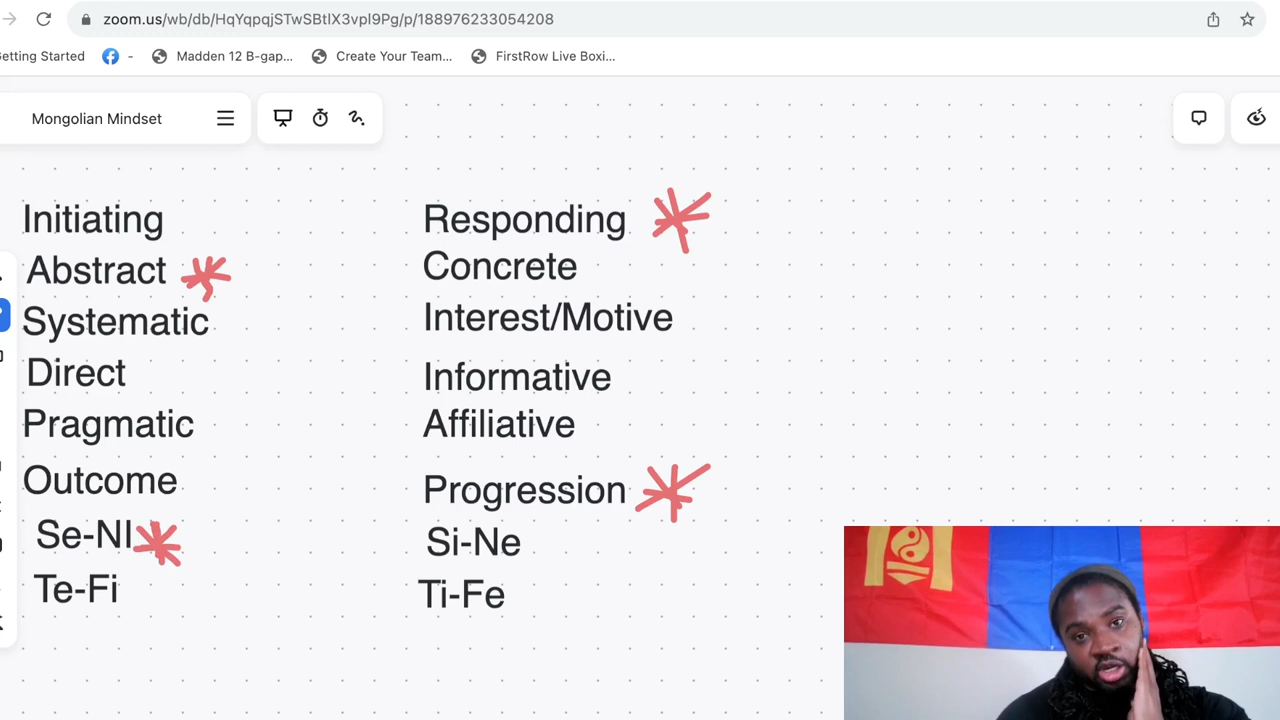 zoom.us/wb/db/HqYqpqjSTwSBtIX3vpl9Pg/p/188976233054208
etting Started - Madden 12 B-gap... Create Your Team... FirstRow Live Boxi...
Mongolian Mindset
Initiating Responding
Abstract Concrete
Systematic Interest/Motive
Direct Informative
Pragmatic Affiliative
Outcome Progression
Se-NI Si-Ne
Te-Fi Ti-Fe